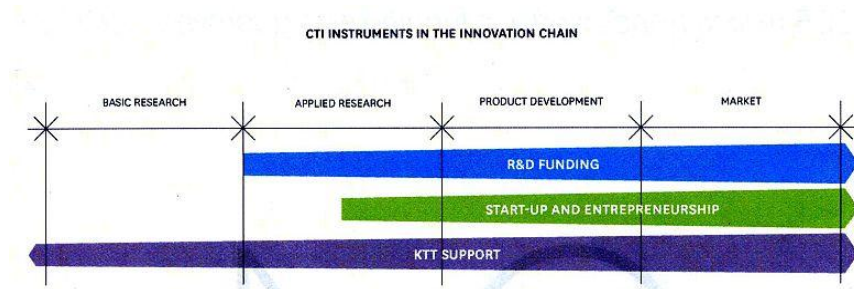 CTI INSTRUMENTS IN THE INNOVATION CHAIN
BASIC RESEARCH
APPLIED RESEARCH
PRODUCT DEVELOPMENT
MARKET
R&D FUNDING
START-UP AND ENTREPRENEURSHIP
KTT SUPPORT